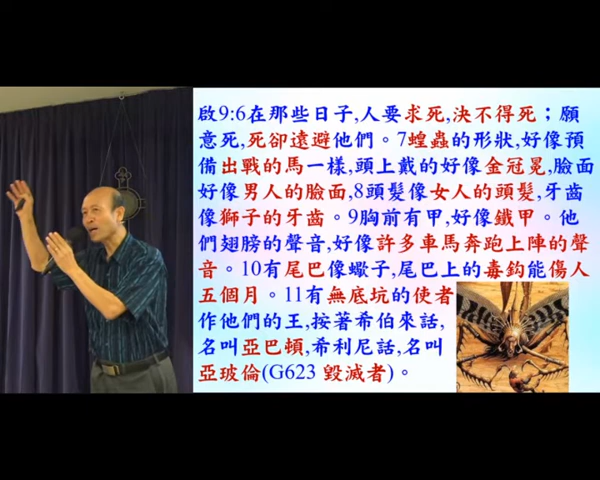 啟9:6在那些日子,人要求死,決不得死；願
意死,死卻遠避他們。7蝗蟲的形狀,好像預
備出戰的馬一樣,頭上戴的好像金冠冕,臉面
好像男人的臉面,8頭髮像女人的頭髮,牙齒
像獅子的牙齒。9胸前有甲,好像鐵甲。他
們翅膀的聲音,好像許多車馬奔跑上陣的聲
音。10有尾巴像蠍子,尾巴上的毒鈎能傷人
五個月。11有無底坑的使者
作他們的王,按著希伯來話,
名叫亞巴頓,希利尼話,名叫
亞玻倫(G623 毀滅者)。